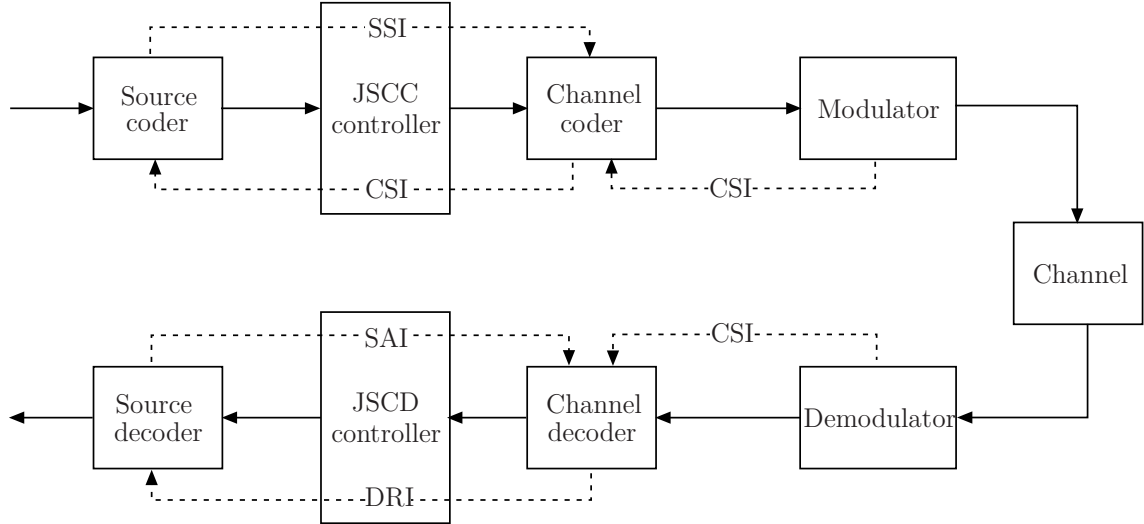 SSI
Source
coder
JSCC
controller
Channel
coder
Modulator
CSI
CSI
Channel
SAI
CSI
Source
decoder
JSCD
controller
Channel
decoder
Demodulator
DRI